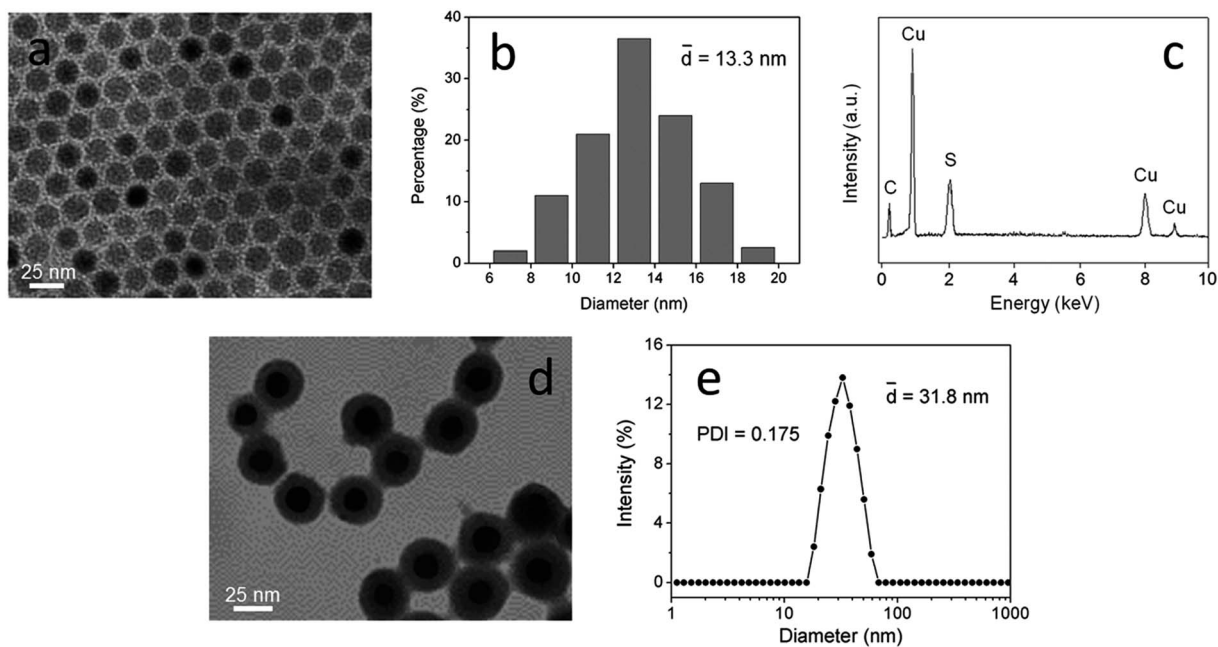 a
25 nm
b
d̄ = 13.3 nm
40
30
20
10
0
Percentage (%)
4 6 8 10 12 14 16 18 20
Diameter (nm)
c
Cu
C
S
Cu
Cu
Intensity (a.u.)
0 2 4 6 8 10
Energy (keV)
d
25 nm
e
d̄ = 31.8 nm
PDI = 0.175
16
12
8
4
0
Intensity (%)
1 10 100 1000
Diameter (nm)